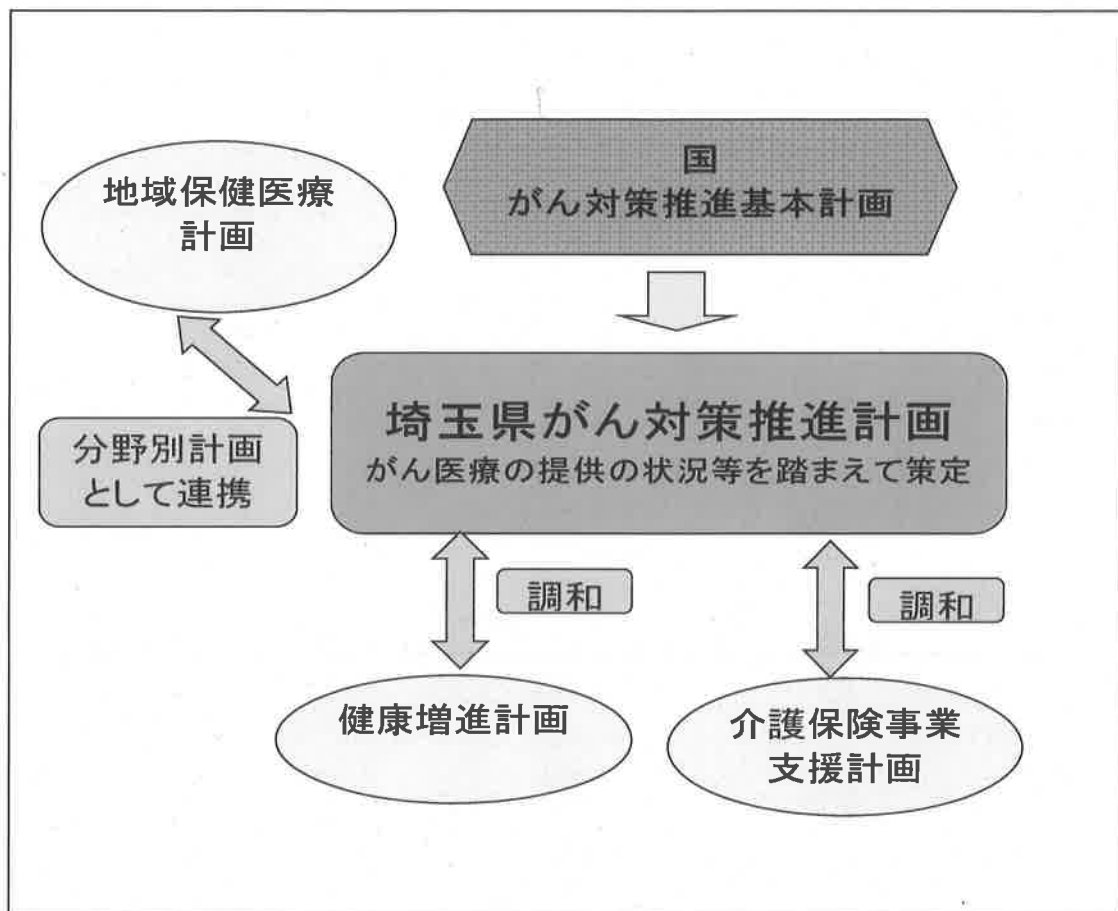 国
がん対策推進基本計画
地域保健医療
計画
埼玉県がん対策推進計画
がん医療の提供の状況等を踏まえて策定
分野別計画
として連携
調和
調和
健康増進計画
介護保険事業
支援計画